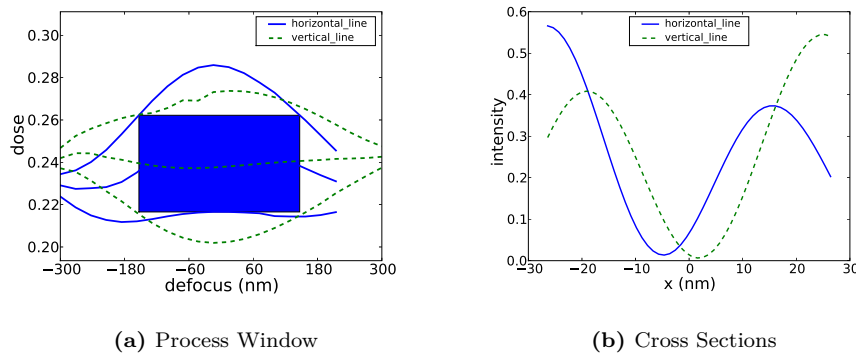 horizontal_line
vertical_line
0.30
0.28
0.26
0.24
0.22
0.20
dose
−300 −180 −60 60 180 300
defocus (nm)
(a) Process Window
horizontal_line
vertical_line
0.6
0.5
0.4
0.3
0.2
0.1
0.0
intensity
−30 −20 −10 0 10 20 30
x (nm)
(b) Cross Sections